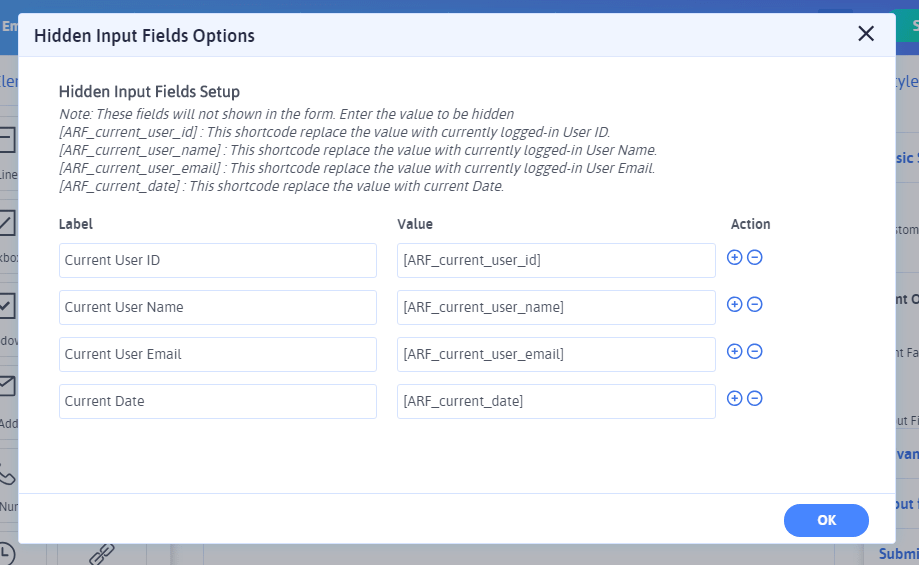 Hidden Input Fields Options
Hidden Input Fields Setup
Note: These fields will not shown in the form. Enter the value to be hidden
[ARF_current_user_id] : This shortcode replace the value with currently logged-in User ID.
[ARF_current_user_name] : This shortcode replace the value with currently logged-in User Name.
[ARF_current_user_email] : This shortcode replace the value with currently logged-in User Email.
[ARF_current_date] : This shortcode replace the value with current Date.
Label Value Action
Current User ID [ARF_current_user_id]
Current User Name [ARF_current_user_name]
Current User Email [ARF_current_user_email]
Current Date [ARF_current_date]
OK